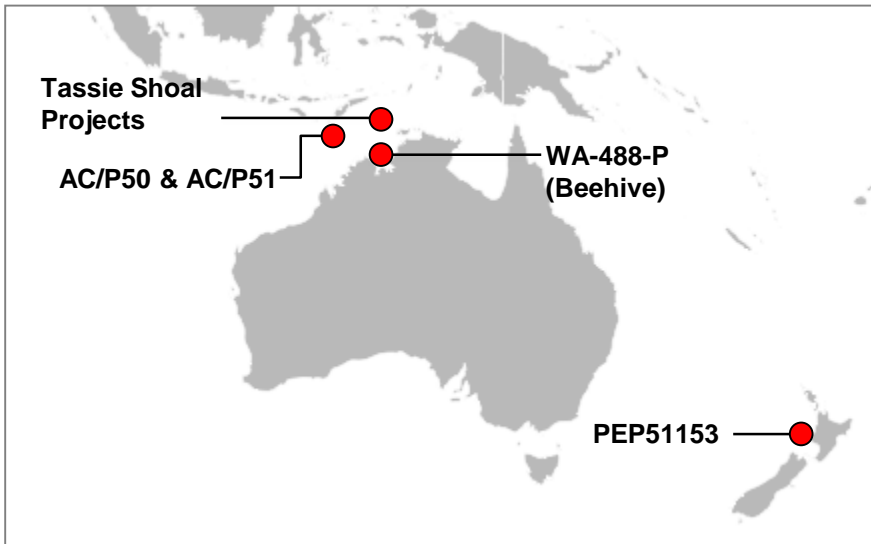 Tassie Shoal
Projects
AC/P50 & AC/P51
WA-488-P
(Beehive)
PEP51153